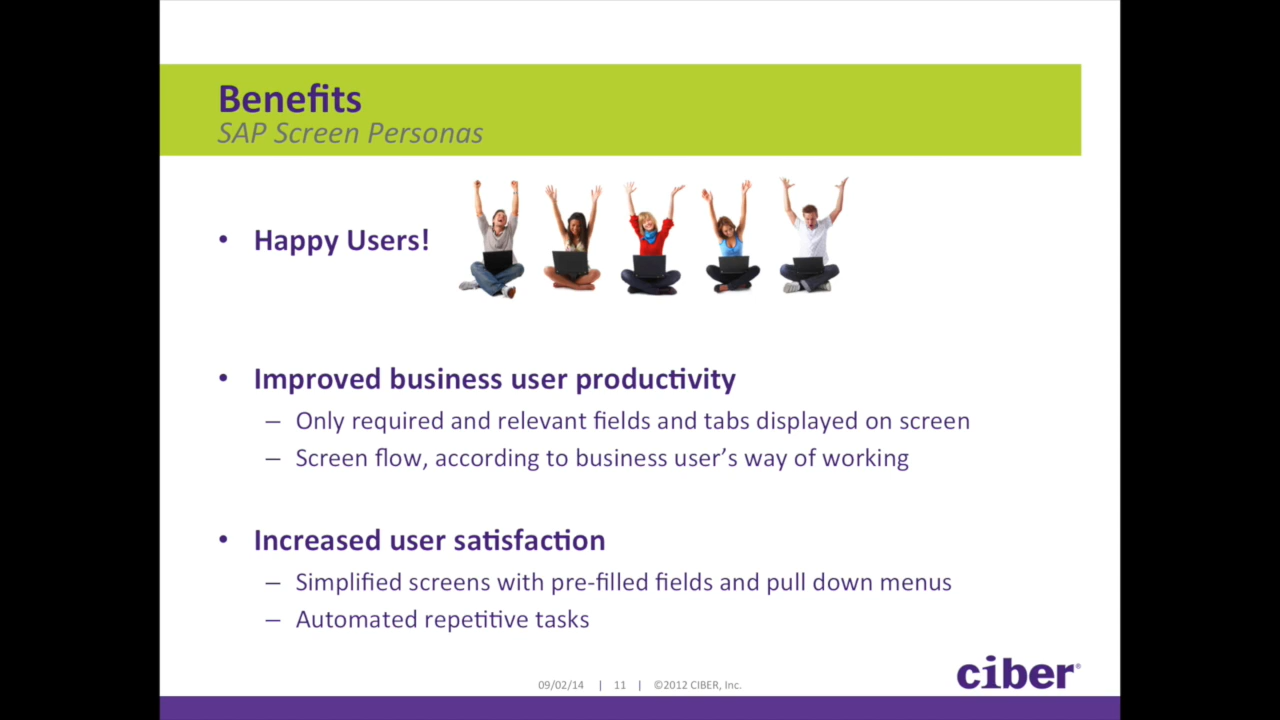 Benefits
SAP Screen Personas
• Happy Users!
• Improved business user productivity
– Only required and relevant fields and tabs displayed on screen
– Screen flow, according to business user’s way of working
• Increased user satisfaction
– Simplified screens with pre-filled fields and pull down menus
– Automated repetitive tasks
ciber®
09/02/14 | 11 | ©2012 CIBER, Inc.